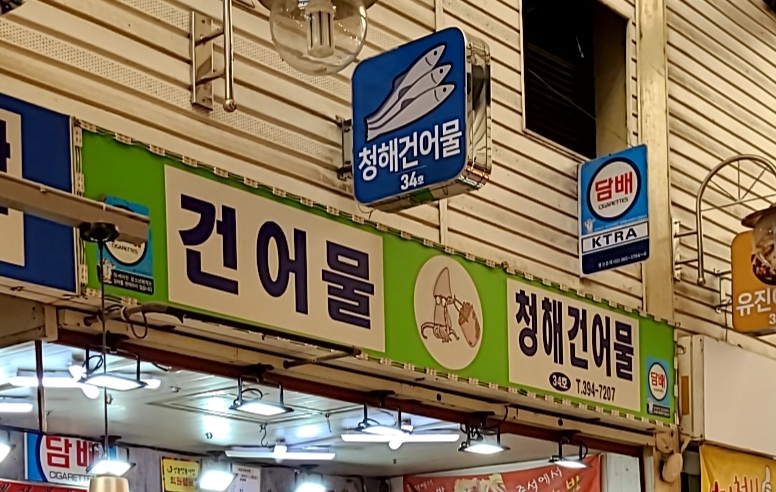 청해건어물
34호
담배
CIGARETTES
KTRA
건어물
청해건어물
34호 T.394-7207
담배
유진
담배